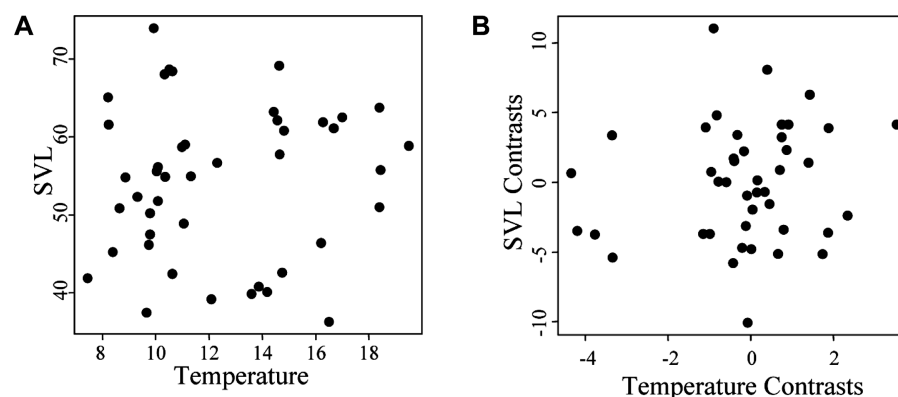 A
SVL
70
60
50
40
8 10 12 14 16 18
Temperature
B
SVL Contrasts
10
5
0
-5
-10
-4 -2 0 2
Temperature Contrasts